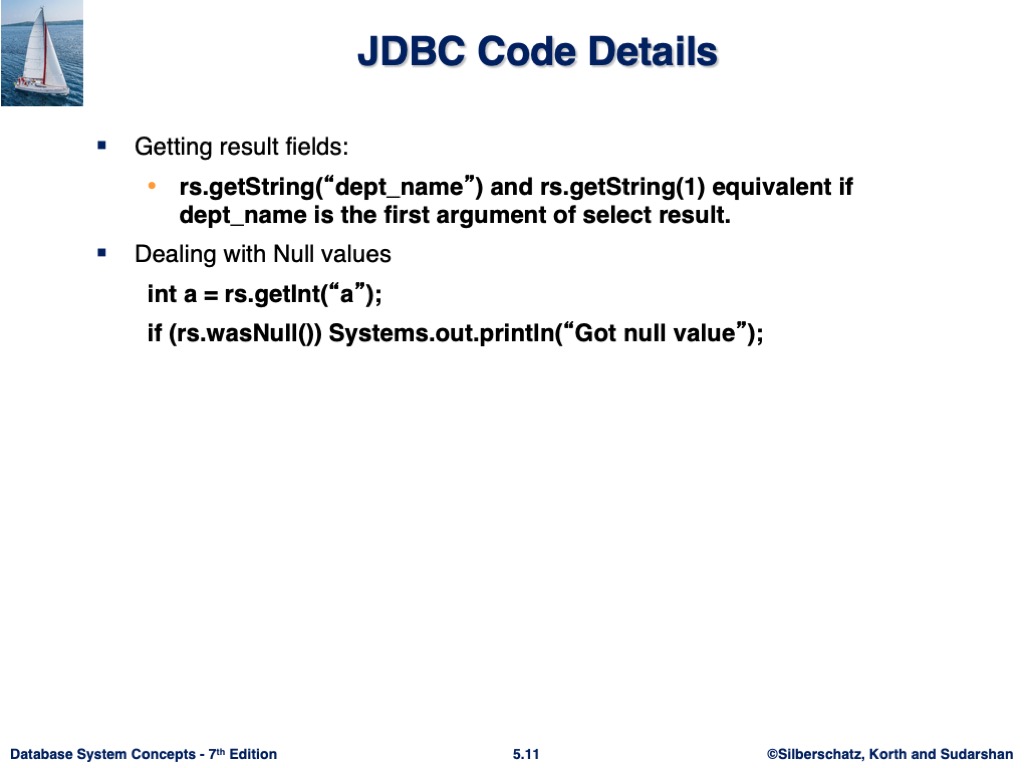 JDBC Code Details
▪ Getting result fields:
• rs.getString(“dept_name”) and rs.getString(1) equivalent if
dept_name is the first argument of select result.
▪ Dealing with Null values
int a = rs.getInt(“a”);
if (rs.wasNull()) Systems.out.println(“Got null value”);
Database System Concepts - 7th Edition
5.11
©Silberschatz, Korth and Sudarshan